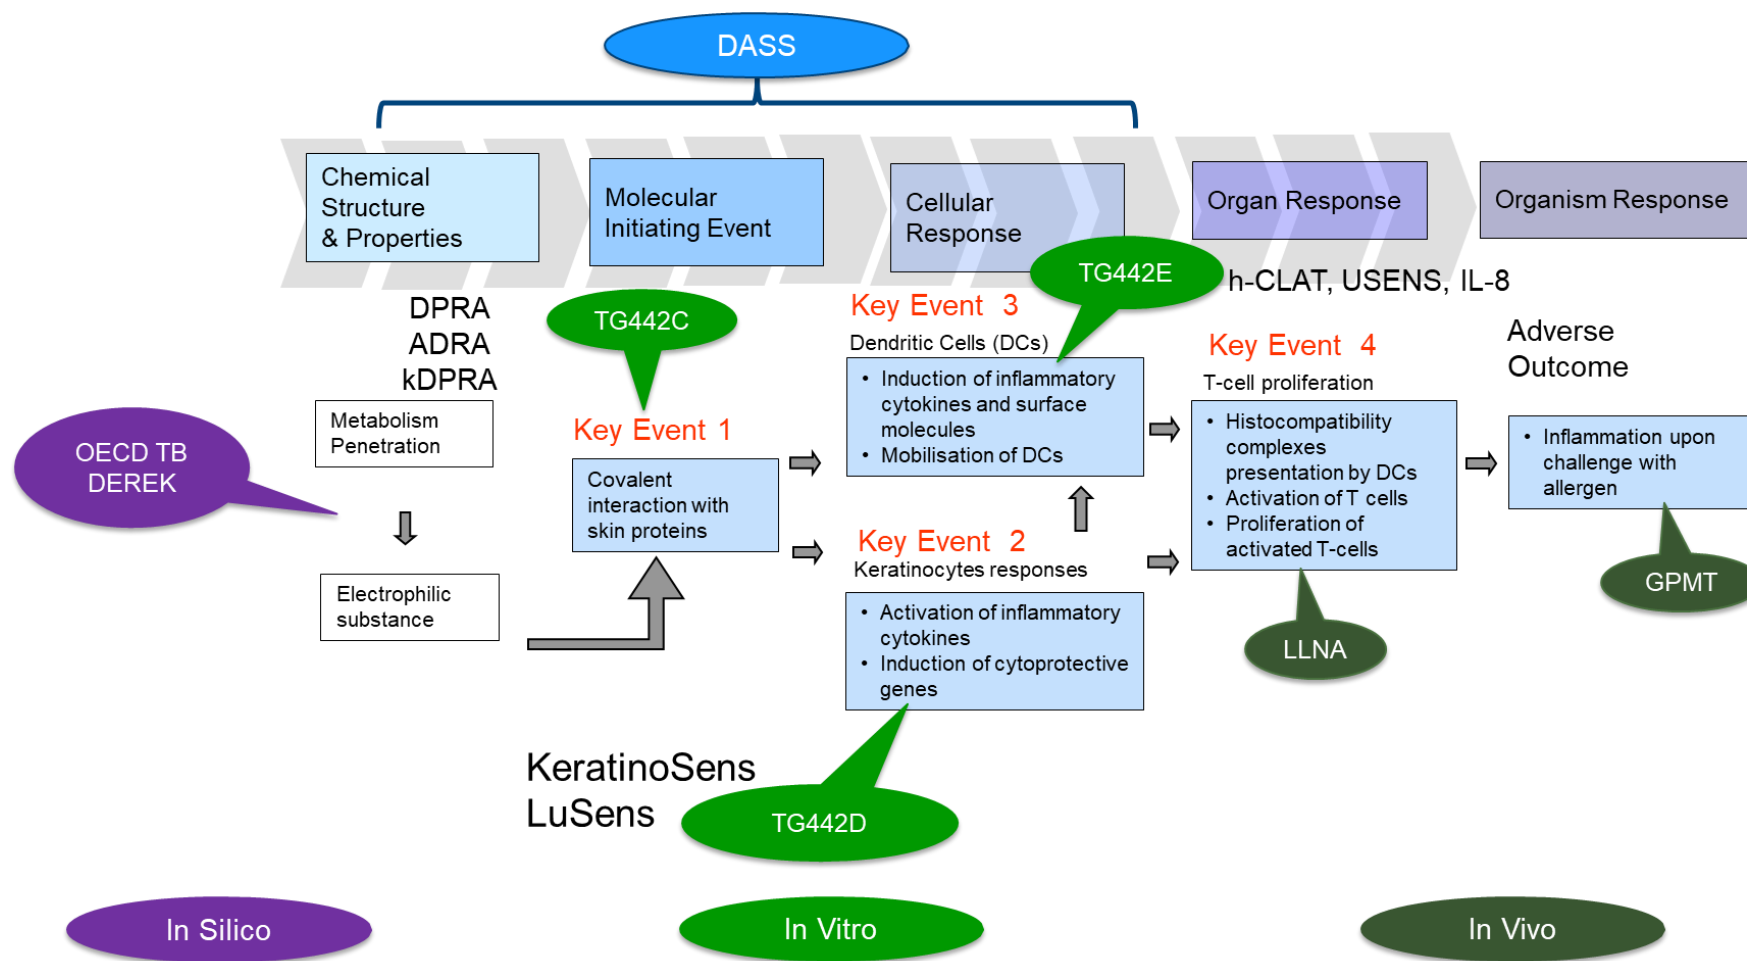 DASS
Chemical
Structure
& Properties
Molecular
Initiating Event
Cellular
Response
Organ Response
Organism Response
TG442E
h-CLAT, USENS, IL-8
DPRA
ADRA
kDPRA
TG442C
Key Event 3
Dendritic Cells (DCs)
• Induction of inflammatory
cytokines and surface
molecules
• Mobilisation of DCs
Key Event 4
T-cell proliferation
• Histocompatibility
complexes
presentation by DCs
• Activation of T cells
• Proliferation of
activated T-cells
Adverse
Outcome
• Inflammation upon
challenge with
allergen
Metabolism
Penetration
OECD TB
DEREK
Key Event 1
Covalent
interaction with
skin proteins
Electrophilic
substance
Key Event 2
Keratinocytes responses
• Activation of inflammatory
cytokines
• Induction of cytoprotective
genes
GPMT
LLNA
KeratinoSens
LuSens
TG442D
In Silico
In Vitro
In Vivo